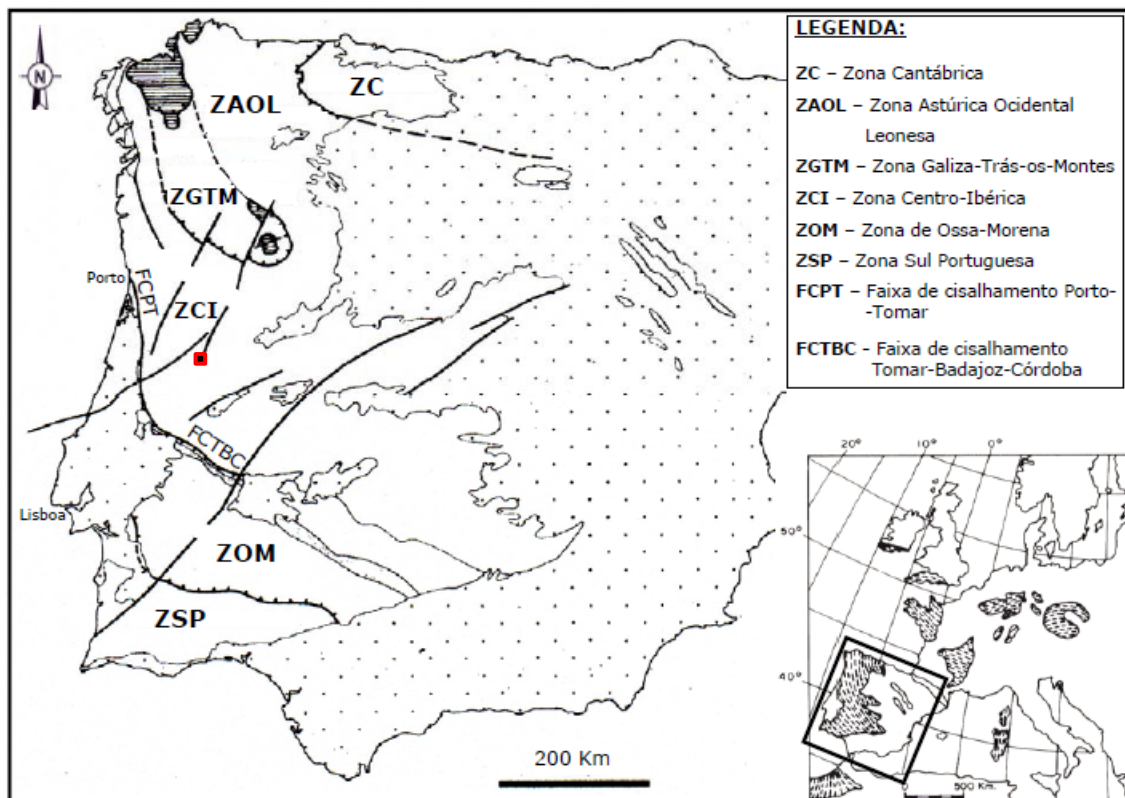 LEGENDA:
ZC – Zona Cantábrica
ZAOL – Zona Astúrica Ocidental
Leonesa
ZGTM – Zona Galiza-Trás-os-Montes
ZCI – Zona Centro-Ibérica
ZOM – Zona de Ossa-Morena
ZSP – Zona Sul Portuguesa
FCPT – Faixa de cisalhamento Porto-
-Tomar
FCTBC – Faixa de cisalhamento
Tomar-Badajoz-Córdoba
N
ZC
ZAOL
ZGTM
Porto
FCPT
ZCI
FCTBC
Lisboa
ZOM
ZSP
200 Km
20°
10°
0°
50°
40°
0
500 Km